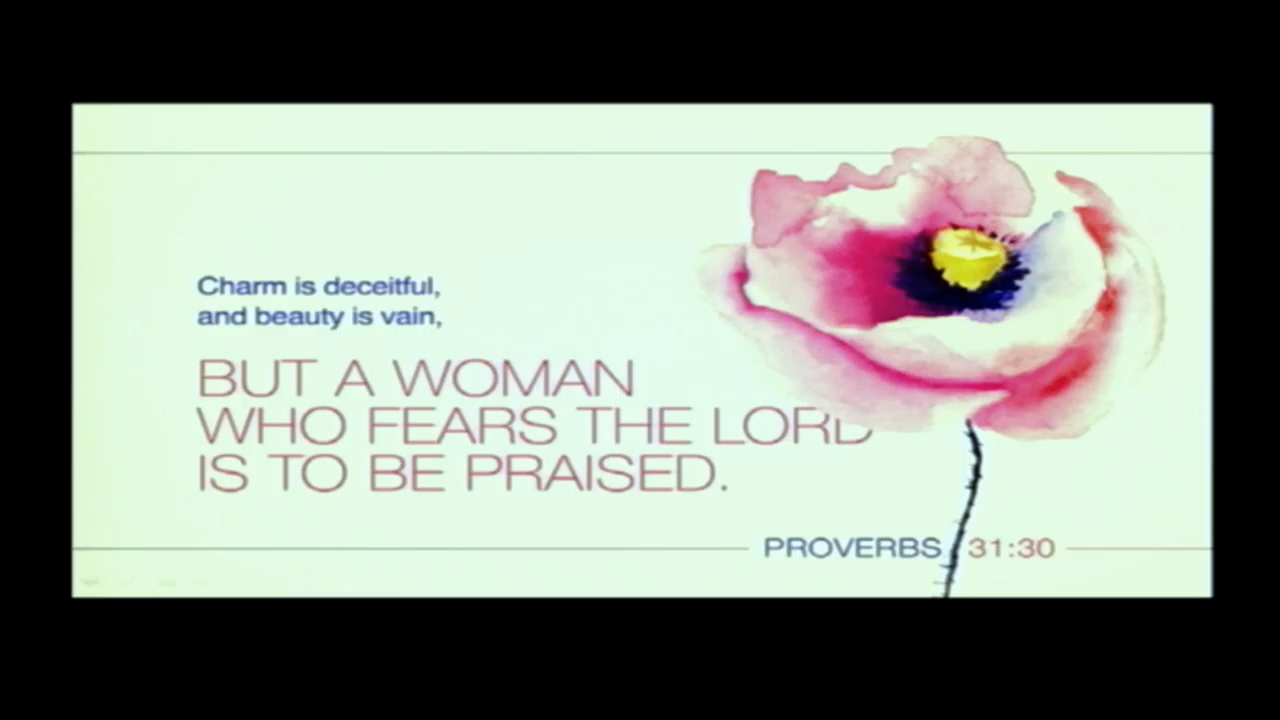 Charm is deceitful,
and beauty is vain,
BUT A WOMAN
WHO FEARS THE LORD
IS TO BE PRAISED.
PROVERBS 31:30